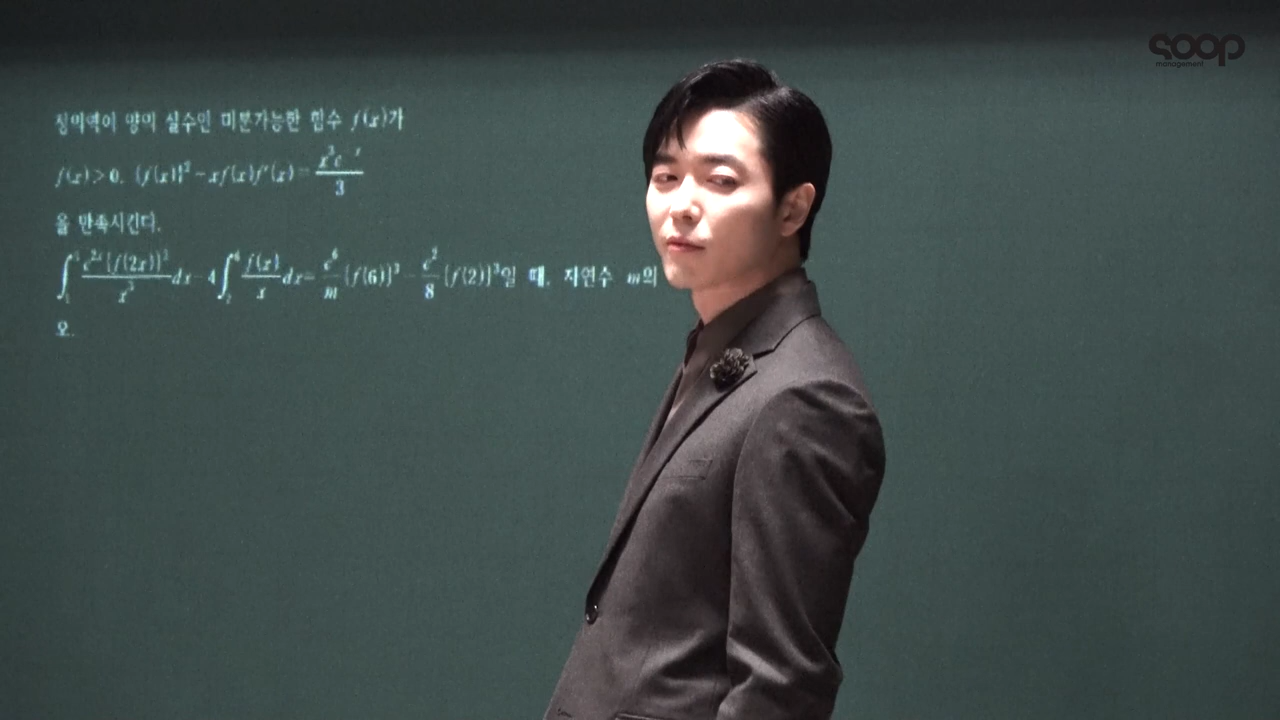 정의역이 양의 실수인 미분가능한 함수 f(x)가
f(x)>0, {f(x)}² - xf(x)f'(x) = x³e⁻ˣ/3
을 만족시킨다.
∫ e²ˣ{f(2x)}³/x³ dx - 4∫ f(x)/x dx = e⁶/m {f(6)}³ - e²/8 {f(2)}³일 때, 자연수 m의
오.
soop
management